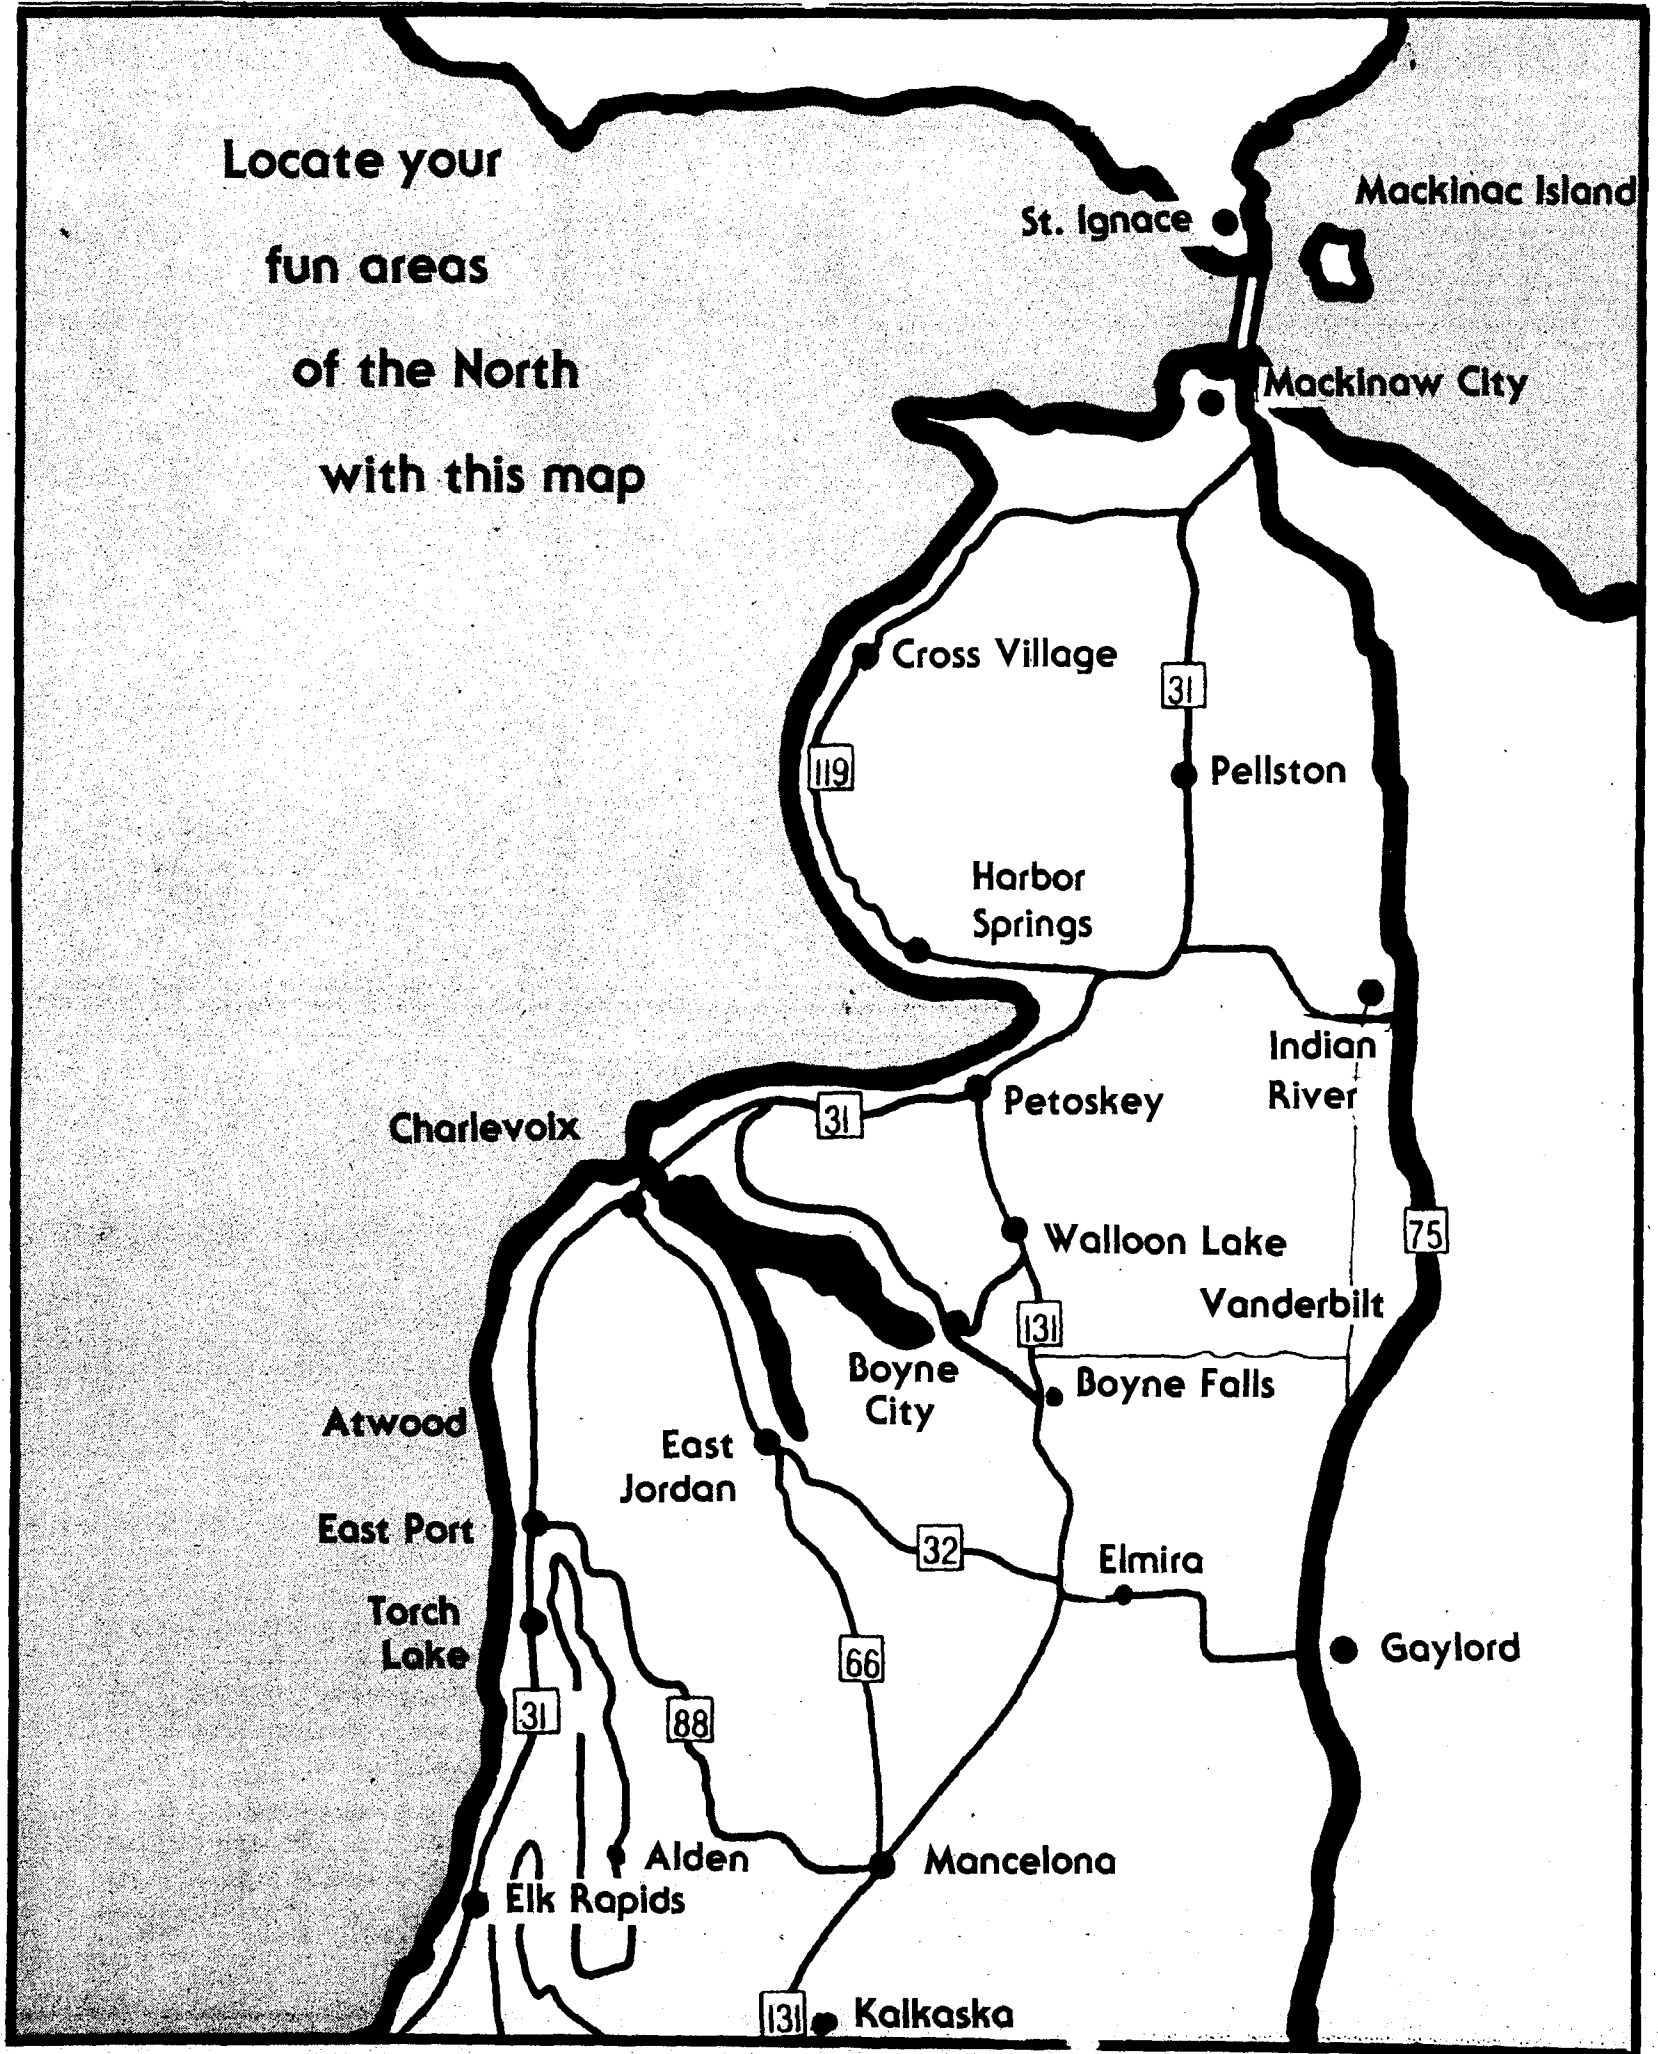 Locate your
fun areas
of the North
with this map
Mackinac Island
St. Ignace
Mackinaw City
Cross Village
31
119
Pellston
Harbor
Springs
Indian
River
Petoskey
31
Charlevoix
Walloon Lake
75
Vanderbilt
131
Boyne
City
Boyne Falls
Atwood
East
Jordan
East Port
32
Elmira
Torch
Lake
66
Gaylord
31
88
Alden
Mancelona
Elk Rapids
131
Kalkaska